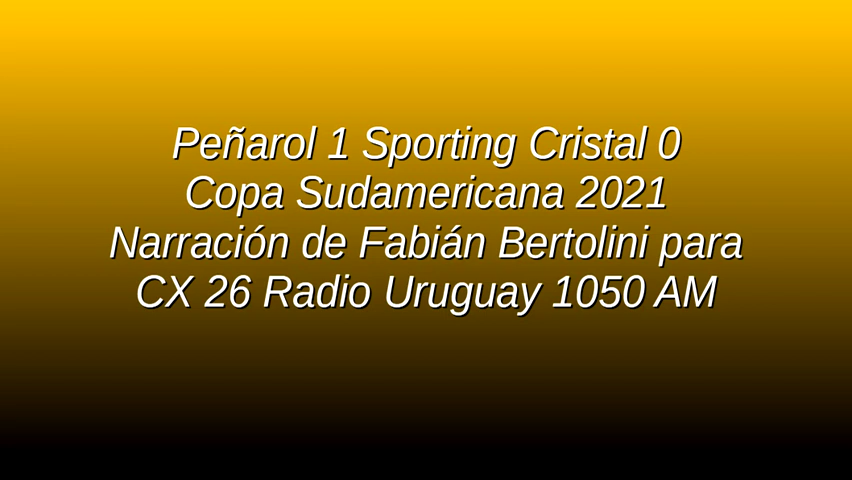 Peñarol 1 Sporting Cristal 0
Copa Sudamericana 2021
Narración de Fabián Bertolini para
CX 26 Radio Uruguay 1050 AM